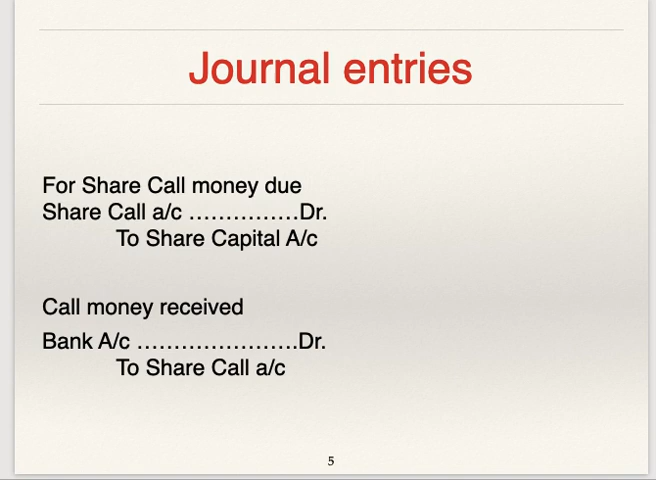 Journal entries
For Share Call money due
Share Call a/c ...............Dr.
To Share Capital A/c
Call money received
Bank A/c ......................Dr.
To Share Call a/c
5